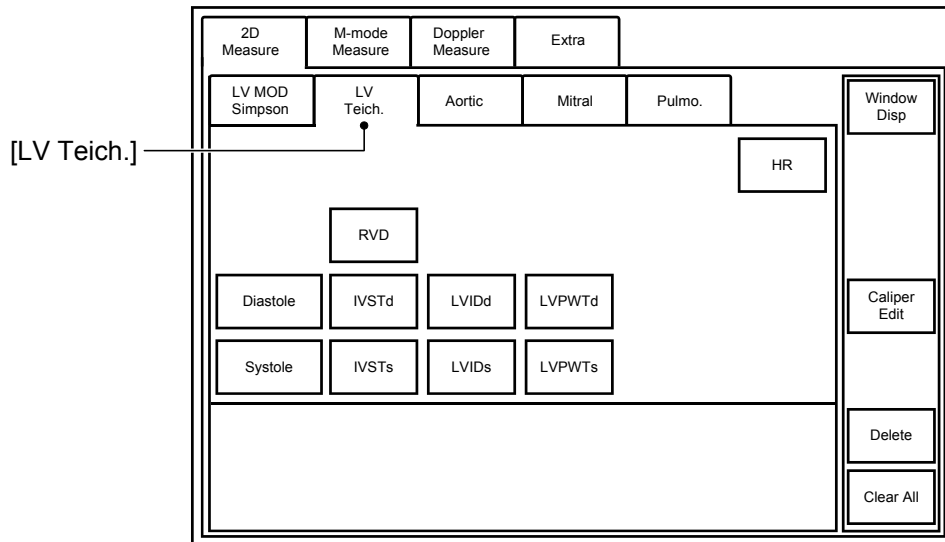 2D
Measure
M-mode
Measure
Doppler
Measure
Extra
LV MOD
Simpson
LV
Teich.
Aortic
Mitral
Pulmo.
Window
Disp
[LV Teich.]
HR
RVD
Diastole
IVSTd
LVIDd
LVPWTd
Caliper
Edit
Systole
IVSTs
LVIDs
LVPWTs
Delete
Clear All